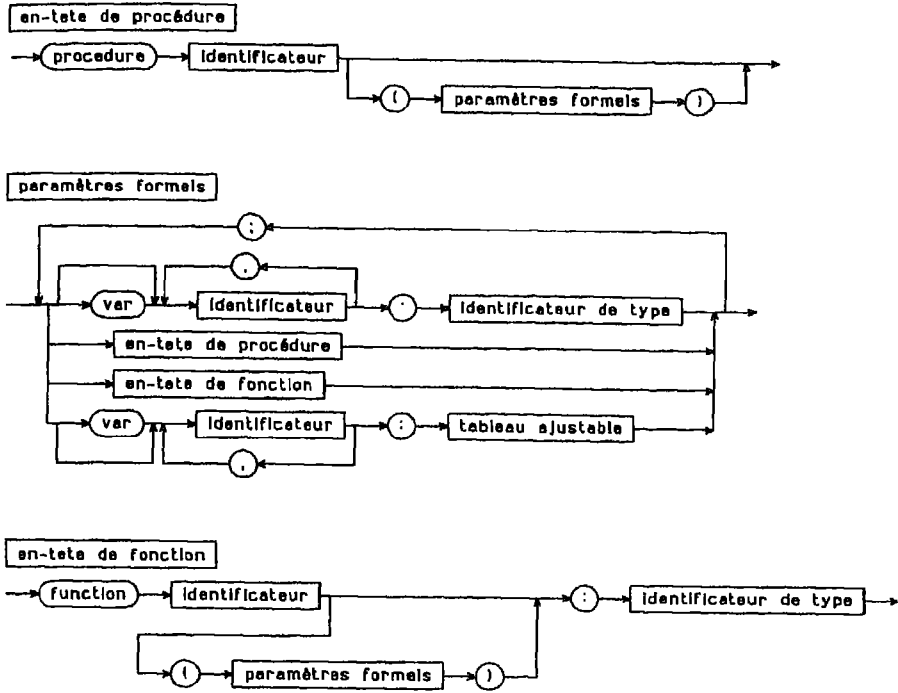 en-tete de procédure
procedure identificateur
( paramètres formels )
paramètres formels
;
,
var identificateur : identificateur de type
en-tete de procédure
en-tete de fonction
var identificateur : tableau ajustable
,
en-tete de fonction
function identificateur : identificateur de type
( paramètres formels )